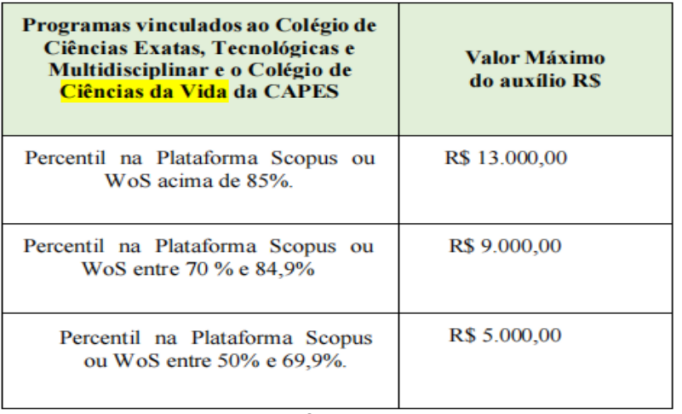 Programas vinculados ao Colégio de
Ciências Exatas, Tecnológicas e
Multidisciplinar e o Colégio de
Ciências da Vida da CAPES
Valor Máximo
do auxílio R$
Percentil na Plataforma Scopus ou
WoS acima de 85%.
R$ 13.000,00
Percentil na Plataforma Scopus ou
WoS entre 70 % e 84,9%
R$ 9.000,00
Percentil na Plataforma Scopus
ou WoS entre 50% e 69,9%.
R$ 5.000,00